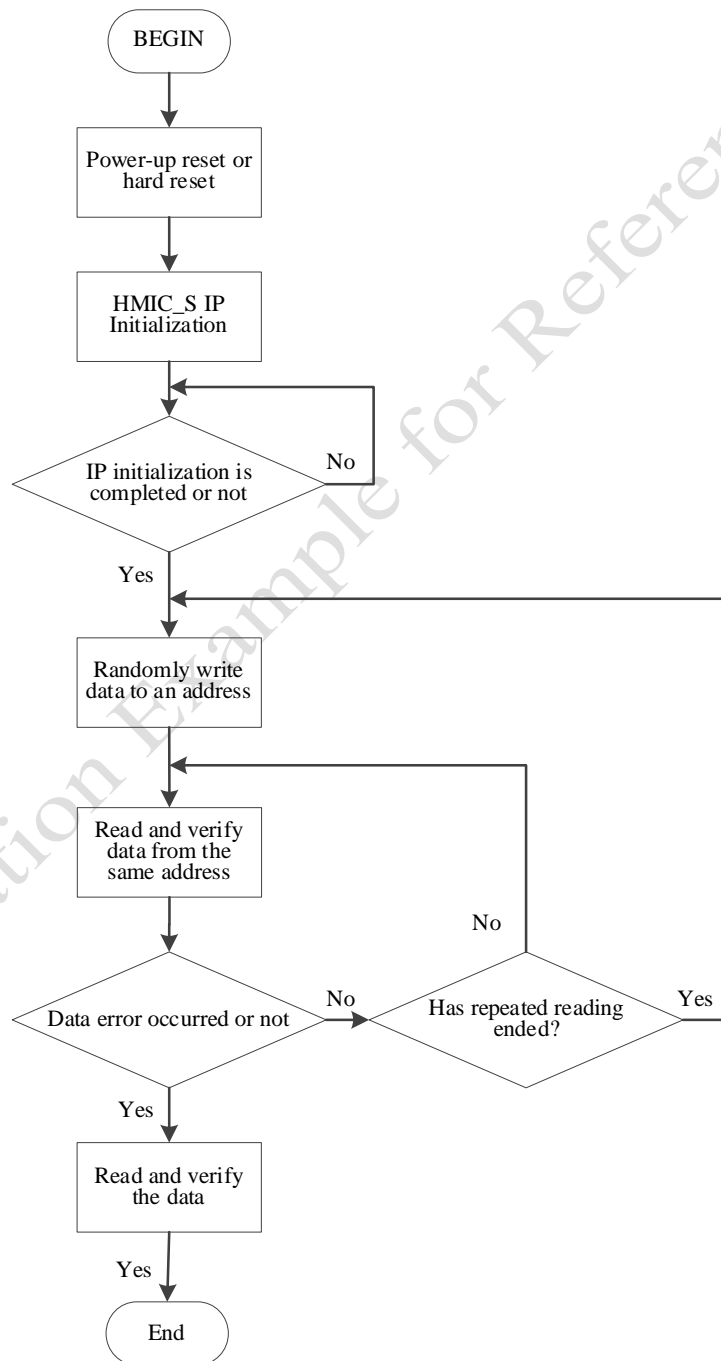 BEGIN
Power-up reset or
hard reset
HMIC_S IP
Initialization
IP initialization is
completed or not
No
Yes
Randomly write
data to an address
Read and verify
data from the
same address
No
Data error occurred or not
No
Has repeated reading
ended?
Yes
Yes
Read and verify
the data
Yes
End